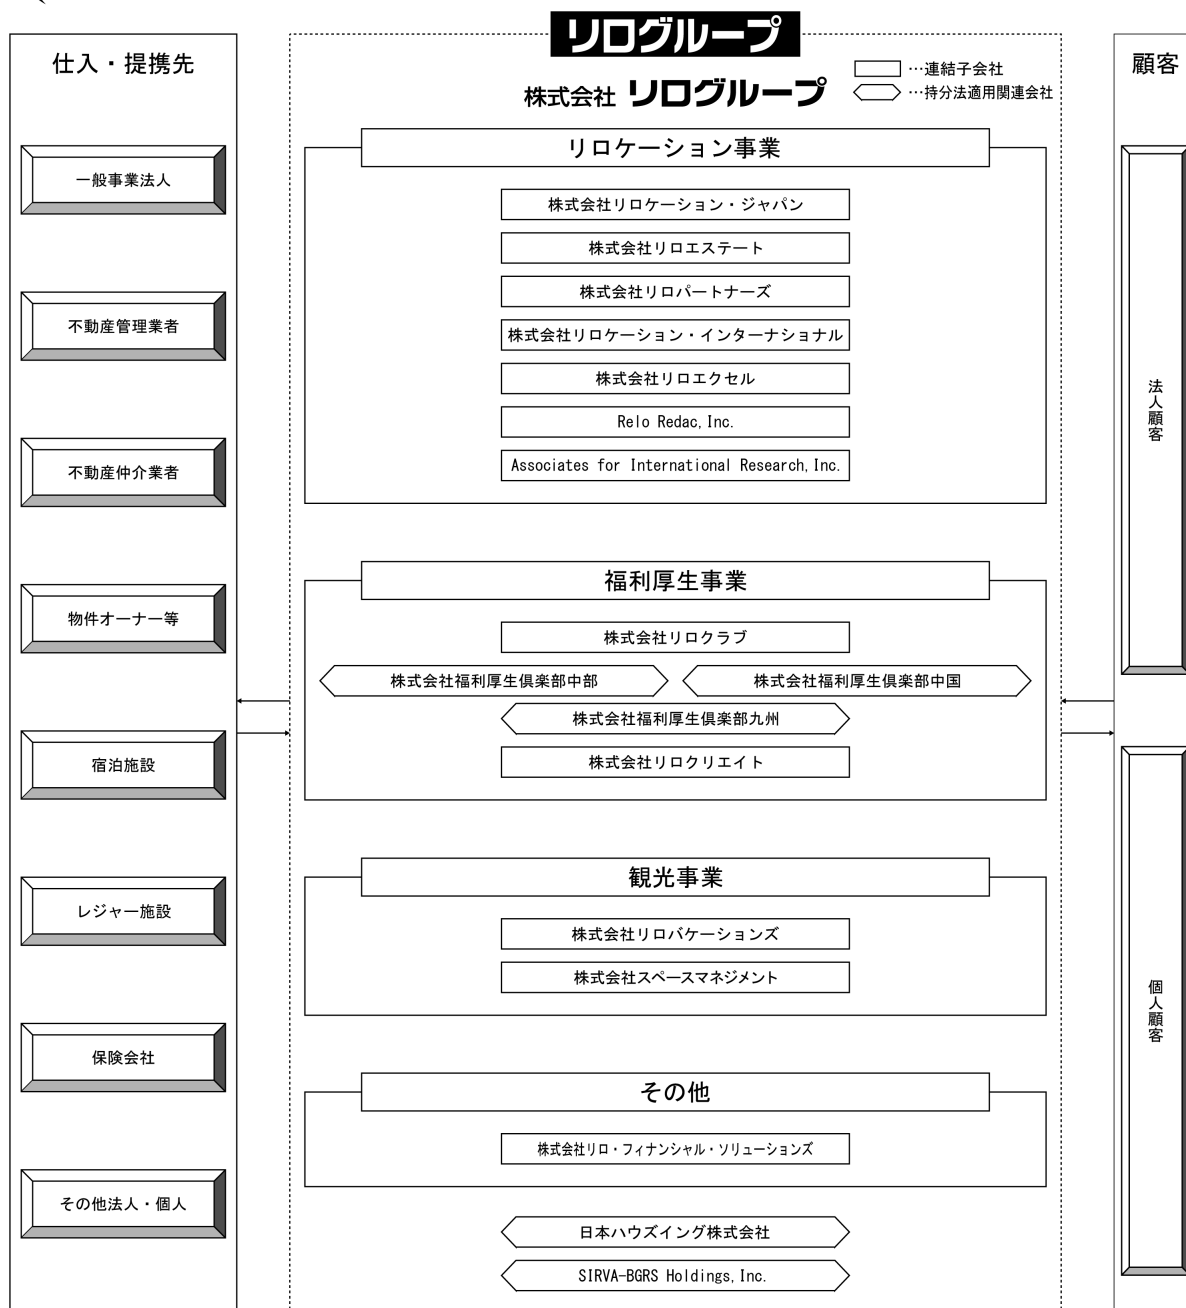 仕入・提携先
一般事業法人
不動産管理業者
不動産仲介業者
物件オーナー等
宿泊施設
レジャー施設
保険会社
その他法人・個人
リログループ
株式会社 リログループ
…連結子会社
…持分法適用関連会社
リロケーション事業
株式会社リロケーション・ジャパン
株式会社リロエステート
株式会社リロパートナーズ
株式会社リロケーション・インターナショナル
株式会社リロエクセル
Relo Redac, Inc.
Associates for International Research, Inc.
福利厚生事業
株式会社リロクラブ
株式会社福利厚生倶楽部中部
株式会社福利厚生倶楽部中国
株式会社福利厚生倶楽部九州
株式会社リロクリエイト
観光事業
株式会社リロバケーションズ
株式会社スペースマネジメント
その他
株式会社リロ・フィナンシャル・ソリューションズ
日本ハウズイング株式会社
SIRVA-BGRS Holdings, Inc.
顧客
法人顧客
個人顧客